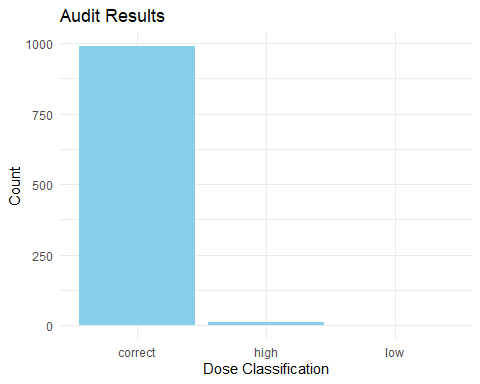 Audit Results
1000
750
500
250
0
Count
correct high low
Dose Classification